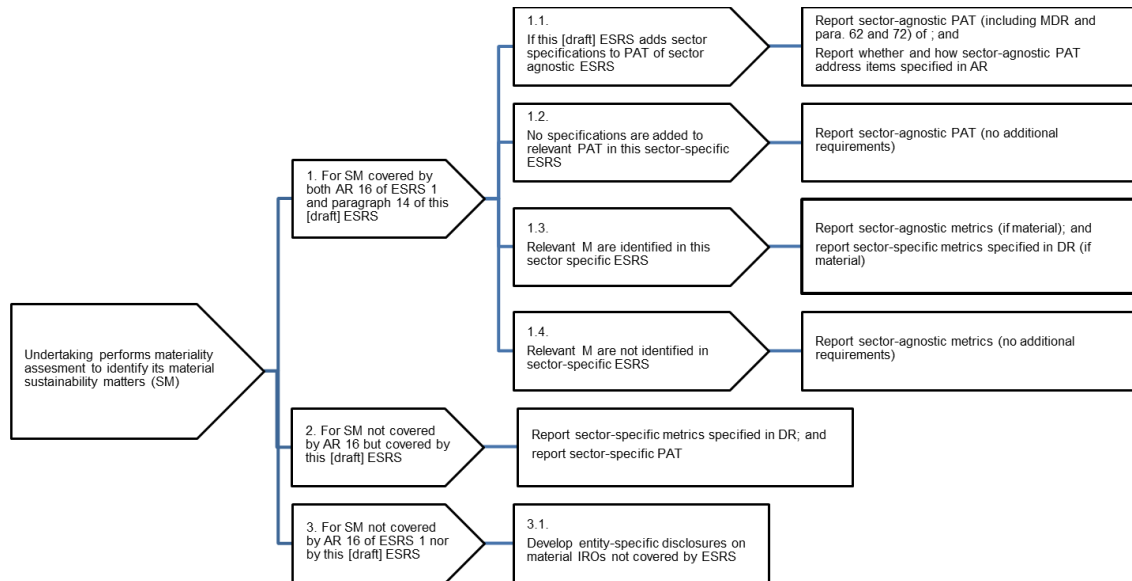 Undertaking performs materiality
assesment to identify its material
sustainability matters (SM)
1. For SM covered by
both AR 16 of ESRS 1
and paragraph 14 of this
[draft] ESRS
1.1.
If this [draft] ESRS adds sector
specifications to PAT of sector
agnostic ESRS
Report sector-agnostic PAT (including MDR and
para. 62 and 72) of ; and
Report whether and how sector-agnostic PAT
address items specified in AR
1.2.
No specifications are added to
relevant PAT in this sector-specific
ESRS
Report sector-agnostic PAT (no additional
requirements)
1.3.
Relevant M are identified in this
sector specific ESRS
Report sector-agnostic metrics (if material); and
report sector-specific metrics specified in DR (if
material)
1.4.
Relevant M are not identified in
sector-specific ESRS
Report sector-agnostic metrics (no additional
requirements)
2. For SM not covered
by AR 16 but covered by
this [draft] ESRS
Report sector-specific metrics specified in DR; and
report sector-specific PAT
3. For SM not covered
by AR 16 of ESRS 1 nor
by this [draft] ESRS
3.1.
Develop entity-specific disclosures on
material IROs not covered by ESRS